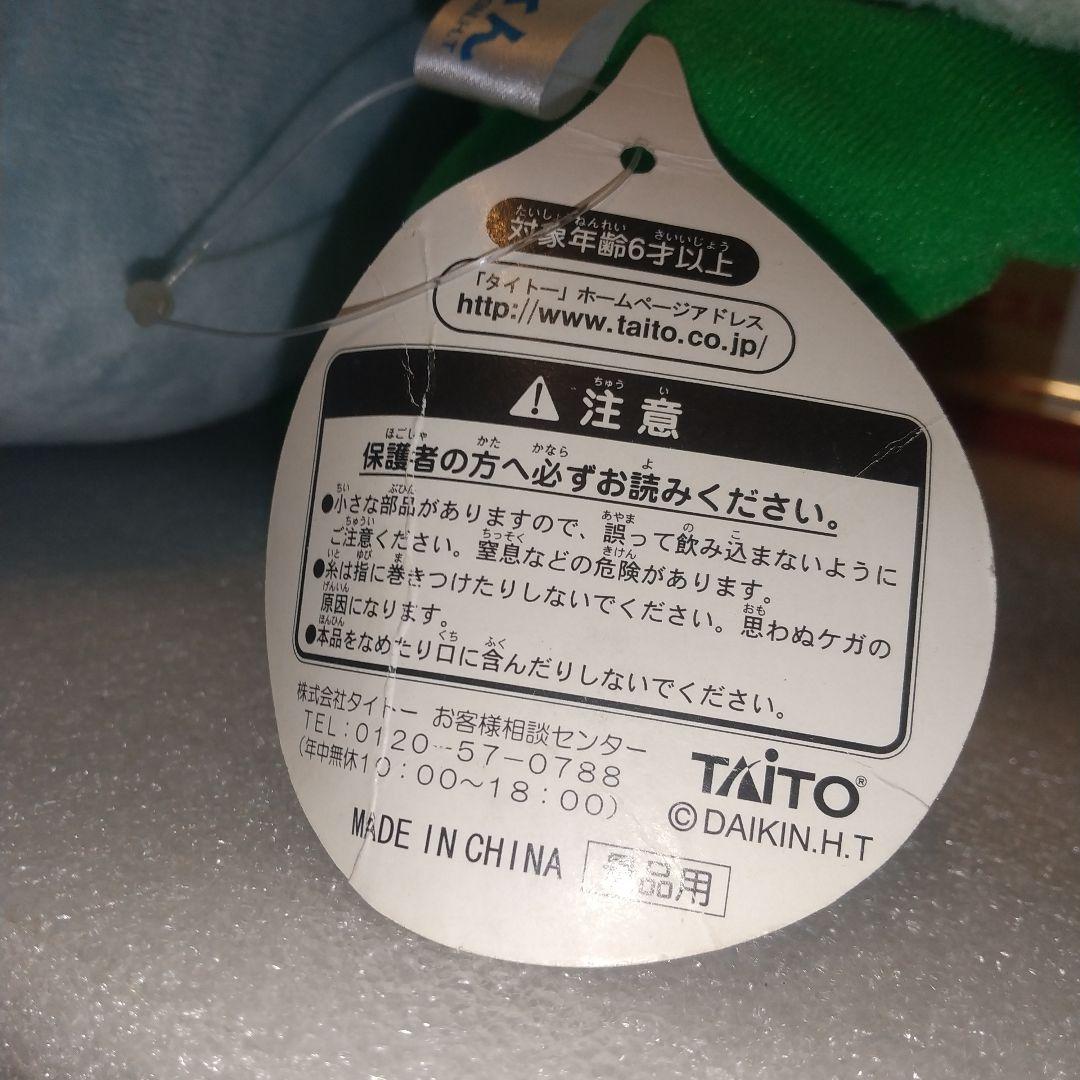 さん
H.T
対象年齢6才以上
「タイトー」ホームページアドレス
http://www.taito.co.jp/
注意
保護者の方へ必ずお読みください。
●小さな部品がありますので、誤って飲み込まないように
ご注意ください。窒息などの危険があります。
●糸は指に巻きつけたりしないでください。思わぬケガの
原因になります。
●本品をなめたり口に含んだりしないでください。
株式会社タイトー お客様相談センター
TEL:0120-57-0788
(年中無休10:00~18:00)
TAiTO®
©DAIKIN.H.T
MADE IN CHINA
景品用